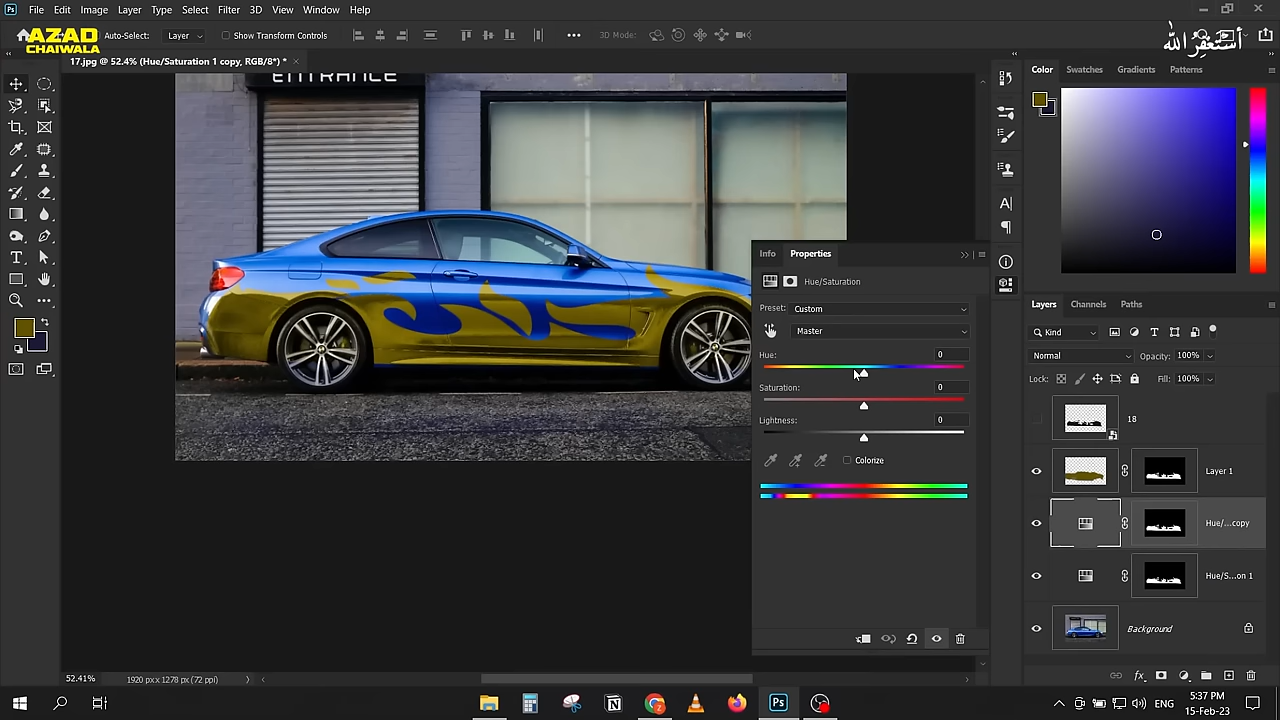 Ps File Edit Image Layer Type Select Filter 3D View Window Help
AZAD
CHAIWALA
Auto-Select: Layer Show Transform Controls 3D Mode:
أستغفر الله
17.jpg @ 52.4% (Hue/Saturation 1 copy, RGB/8*) *
ENTRANCE
Info Properties
Hue/Saturation
Preset: Custom
Master
Hue: 0
Saturation: 0
Lightness: 0
Colorize
Color Swatches Gradients Patterns
Layers Channels Paths
Kind
Normal Opacity: 100%
Lock: Fill: 100%
18
Layer 1
Hue/...copy
Hue/S...on 1
Background
52.41% 1920 px x 1278 px (72 ppi)
Ps
ENG
5:37 PM
15-Feb-23